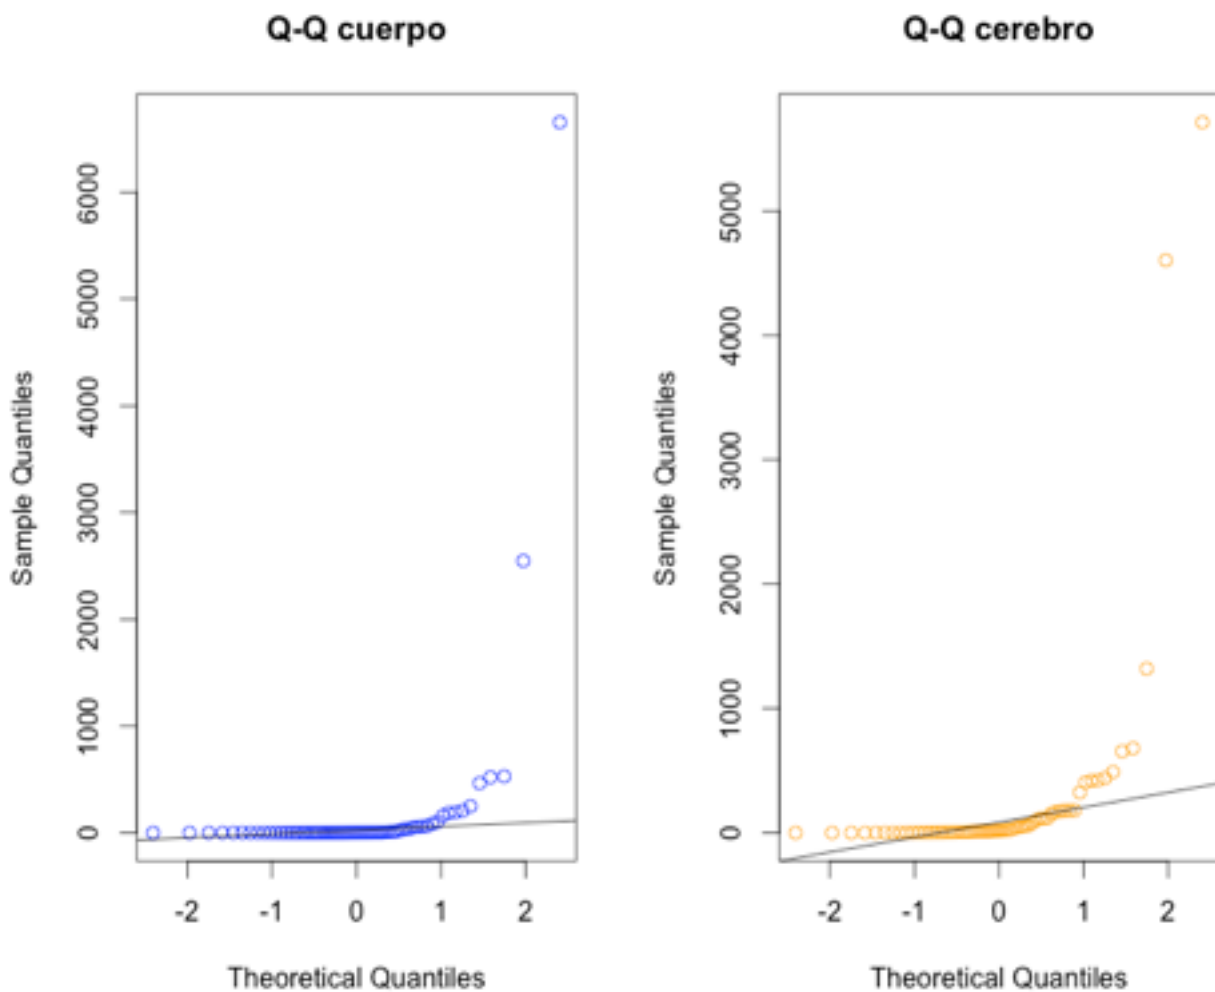 Q-Q cuerpo
Sample Quantiles
6000
5000
4000
3000
2000
1000
0
-2 -1 0 1 2
Theoretical Quantiles
Q-Q cerebro
Sample Quantiles
5000
4000
3000
2000
1000
0
-2 -1 0 1 2
Theoretical Quantiles